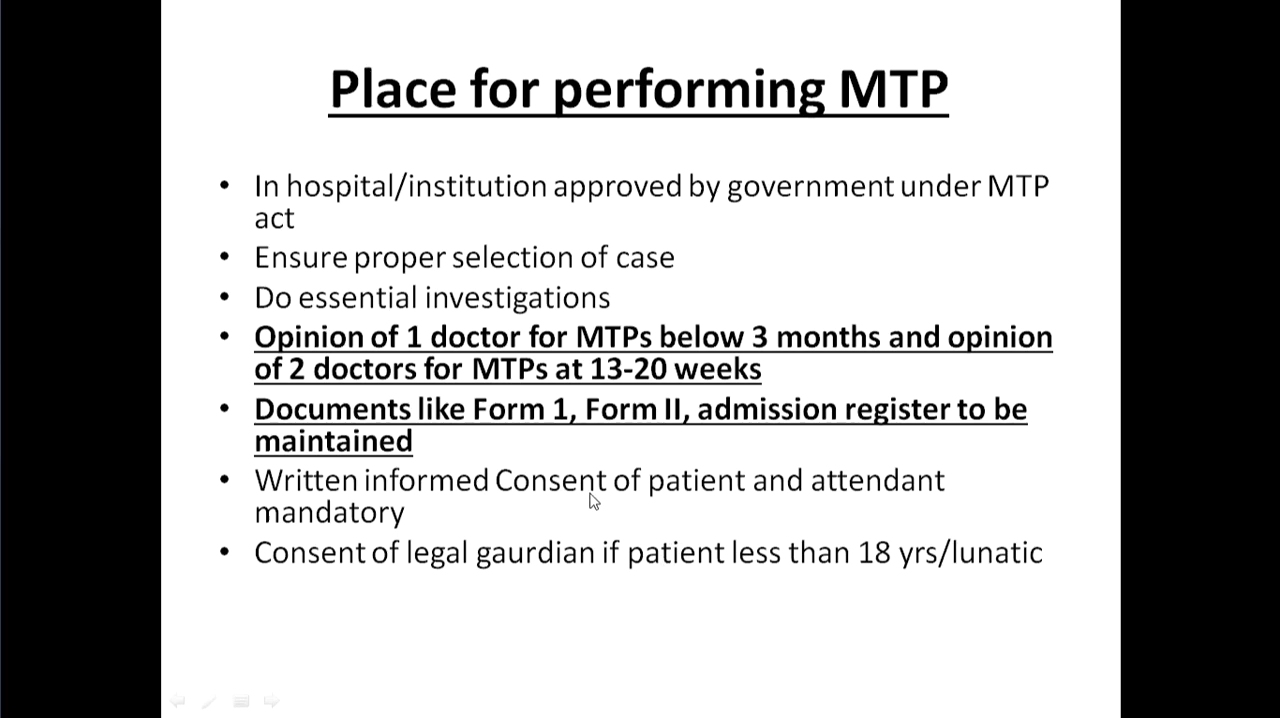 Place for performing MTP
• In hospital/institution approved by government under MTP
act
• Ensure proper selection of case
• Do essential investigations
• Opinion of 1 doctor for MTPs below 3 months and opinion
of 2 doctors for MTPs at 13-20 weeks
• Documents like Form 1, Form II, admission register to be
maintained
• Written informed Consent of patient and attendant
mandatory
• Consent of legal gaurdian if patient less than 18 yrs/lunatic